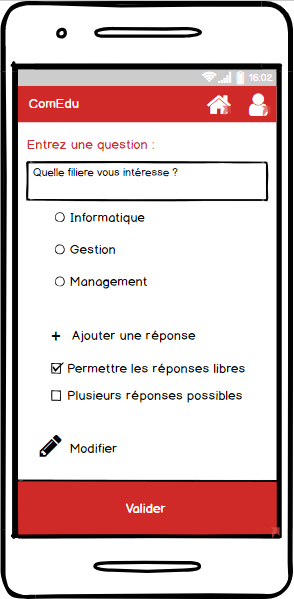 16:02
ComEdu
Entrez une question :
Quelle filiere vous intéresse ?
Informatique
Gestion
Management
+ Ajouter une réponse
Permettre les réponses libres
Plusieurs réponses possibles
Modifier
Valider